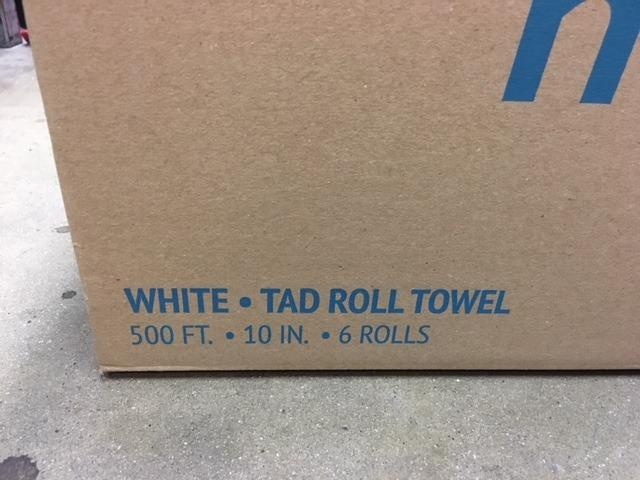 WHITE • TAD ROLL TOWEL
500 FT. • 10 IN. • 6 ROLLS